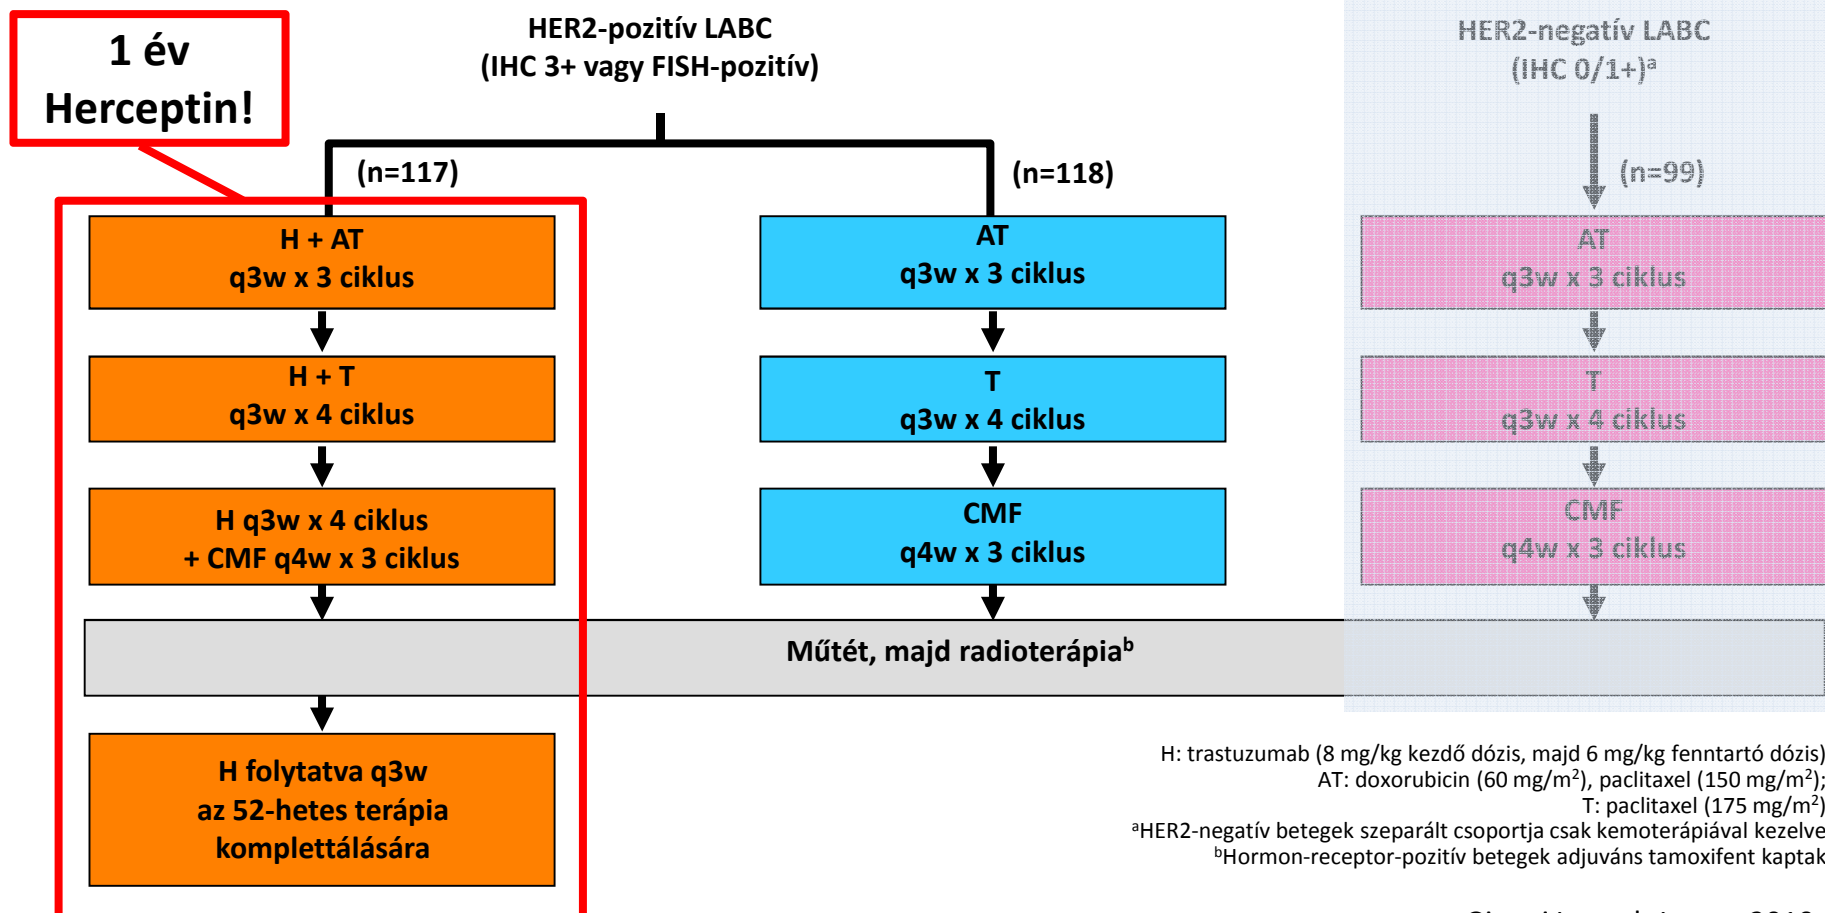 1 év
Herceptin!
HER2-pozitív LABC
(IHC 3+ vagy FISH-pozitív)
HER2-negatív LABC
(IHC 0/1+)ᵃ
(n=117)
(n=118)
(n=99)
H + AT
q3w x 3 ciklus
AT
q3w x 3 ciklus
AT
q3w x 3 ciklus
H + T
q3w x 4 ciklus
T
q3w x 4 ciklus
T
q3w x 4 ciklus
H q3w x 4 ciklus
+ CMF q4w x 3 ciklus
CMF
q4w x 3 ciklus
CMF
q4w x 3 ciklus
Műtét, majd radioterápiaᵇ
H folytatva q3w
az 52-hetes terápia
komplettálására
H: trastuzumab (8 mg/kg kezdő dózis, majd 6 mg/kg fenntartó dózis)
AT: doxorubicin (60 mg/m²), paclitaxel (150 mg/m²);
T: paclitaxel (175 mg/m²)
ᵃHER2-negatív betegek szeparált csoportja csak kemoterápiával kezelve
ᵇHormon-receptor-pozitív betegek adjuváns tamoxifent kaptak